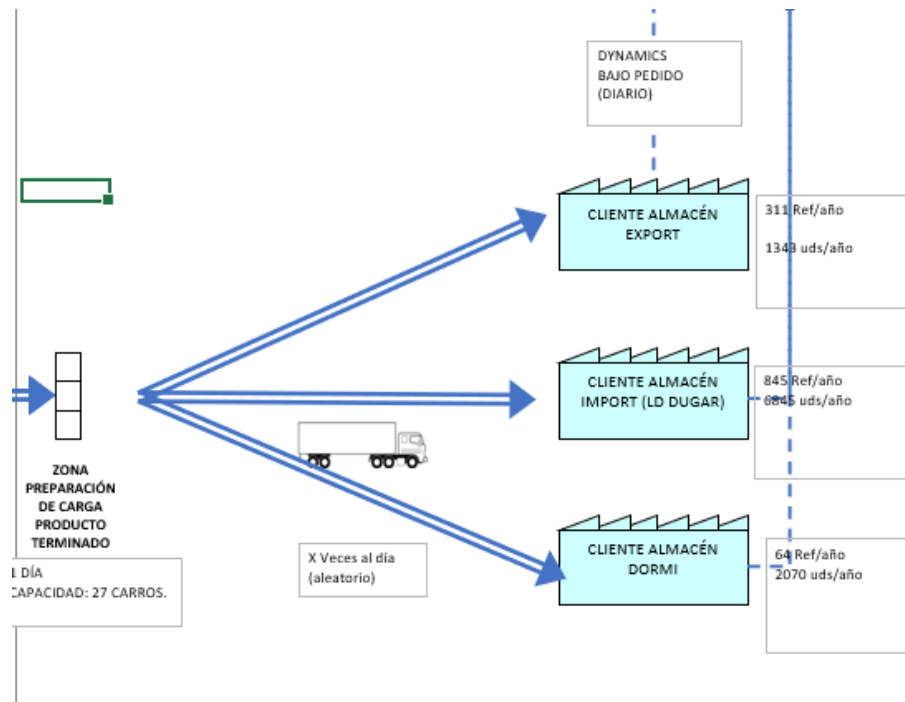 DYNAMICS
BAJO PEDIDO
(DIARIO)
CLIENTE ALMACÉN
EXPORT
311 Ref/año
1343 uds/año
CLIENTE ALMACÉN
IMPORT (LD DUGAR)
845 Ref/año
6845 uds/año
ZONA
PREPARACIÓN
DE CARGA
PRODUCTO
TERMINADO
1 DÍA
CAPACIDAD: 27 CARROS.
X Veces al día
(aleatorio)
CLIENTE ALMACÉN
DORMI
64 Ref/año
2070 uds/año